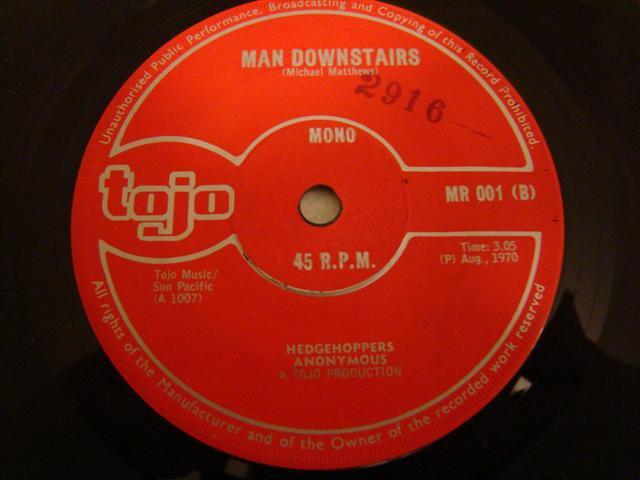 Unauthorised Public Performance, Broadcasting and Copying of this Record Prohibited.
MAN DOWNSTAIRS
(Michael Matthews)
2916
MONO
tojo
MR 001 (B)
45 R.P.M.
Time: 3.05
(P) Aug., 1970
Tojo Music/
Sun Pacific
(A 1007)
HEDGEHOPPERS
ANONYMOUS
A TOJO PRODUCTION
All rights of the Manufacturer and of the Owner of the recorded work reserved